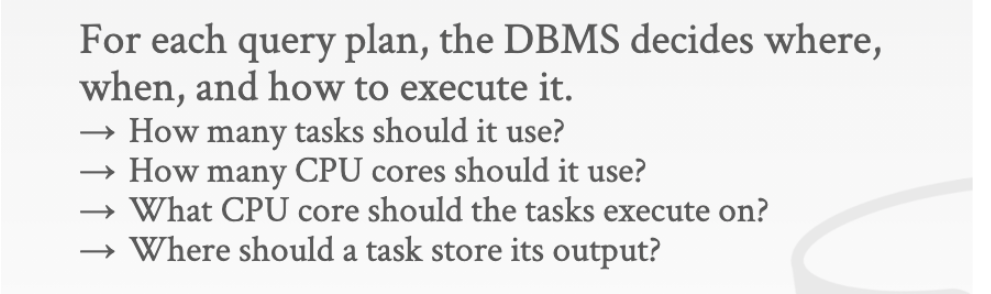 For each query plan, the DBMS decides where,
when, and how to execute it.
→ How many tasks should it use?
→ How many CPU cores should it use?
→ What CPU core should the tasks execute on?
→ Where should a task store its output?